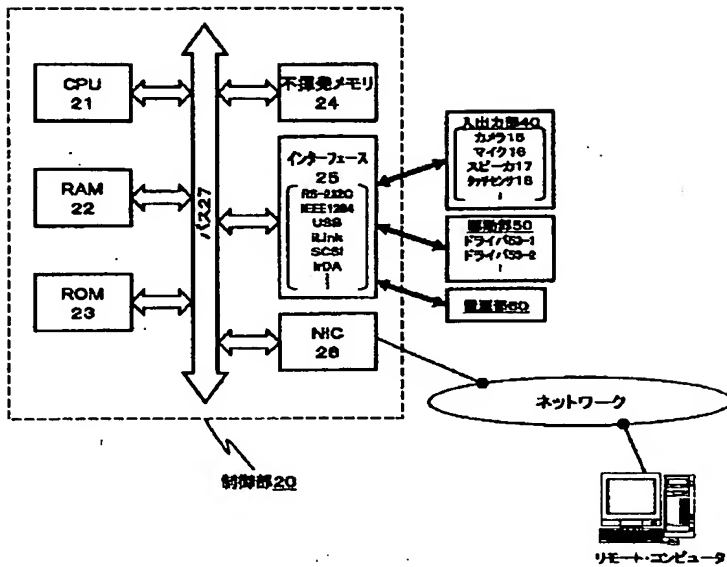 CPU
21
RAM
22
ROM
23
バス27
不揮発メモリ
24
インターフェース
25
RS-232C
IEEE1284
USB
i.Link
SCSI
IrDA
NIC
26
入出力部40
カメラ15
マイク16
スピーカ17
タッチセンサ18
駆動部50
ドライバ53-1
ドライバ53-2
電源部60
ネットワーク
制御部20
リモート・コンピュータ